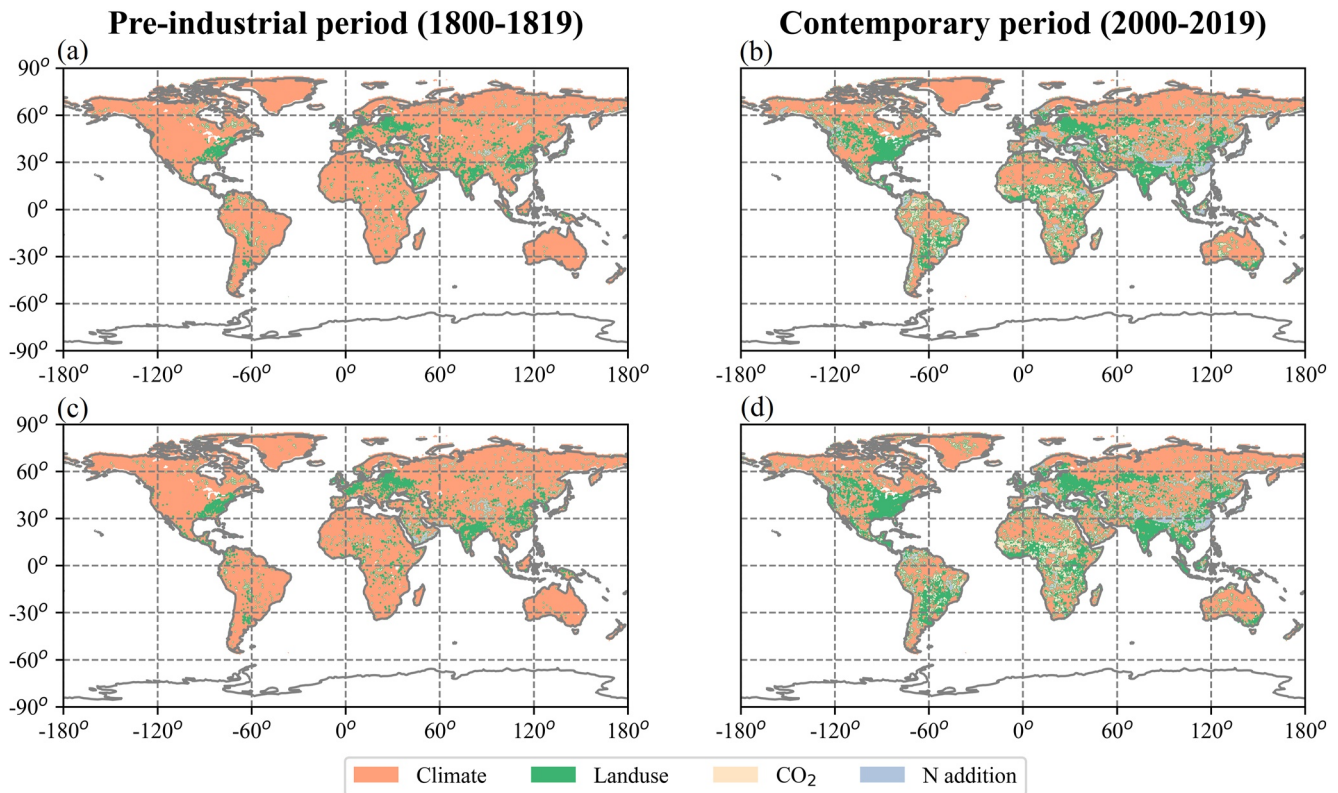 Pre-industrial period (1800-1819) Contemporary period (2000-2019)
(a) (b)
90° 90°
60° 60°
30° 30°
0° 0°
-30° -30°
-60° -60°
-90° -90°
-180° -120° -60° 0° 60° 120° 180° -180° -120° -60° 0° 60° 120° 180°
(c) (d)
90° 90°
60° 60°
30° 30°
0° 0°
-30° -30°
-60° -60°
-90° -90°
-180° -120° -60° 0° 60° 120° 180° -180° -120° -60° 0° 60° 120° 180°
Climate Landuse CO₂ N addition